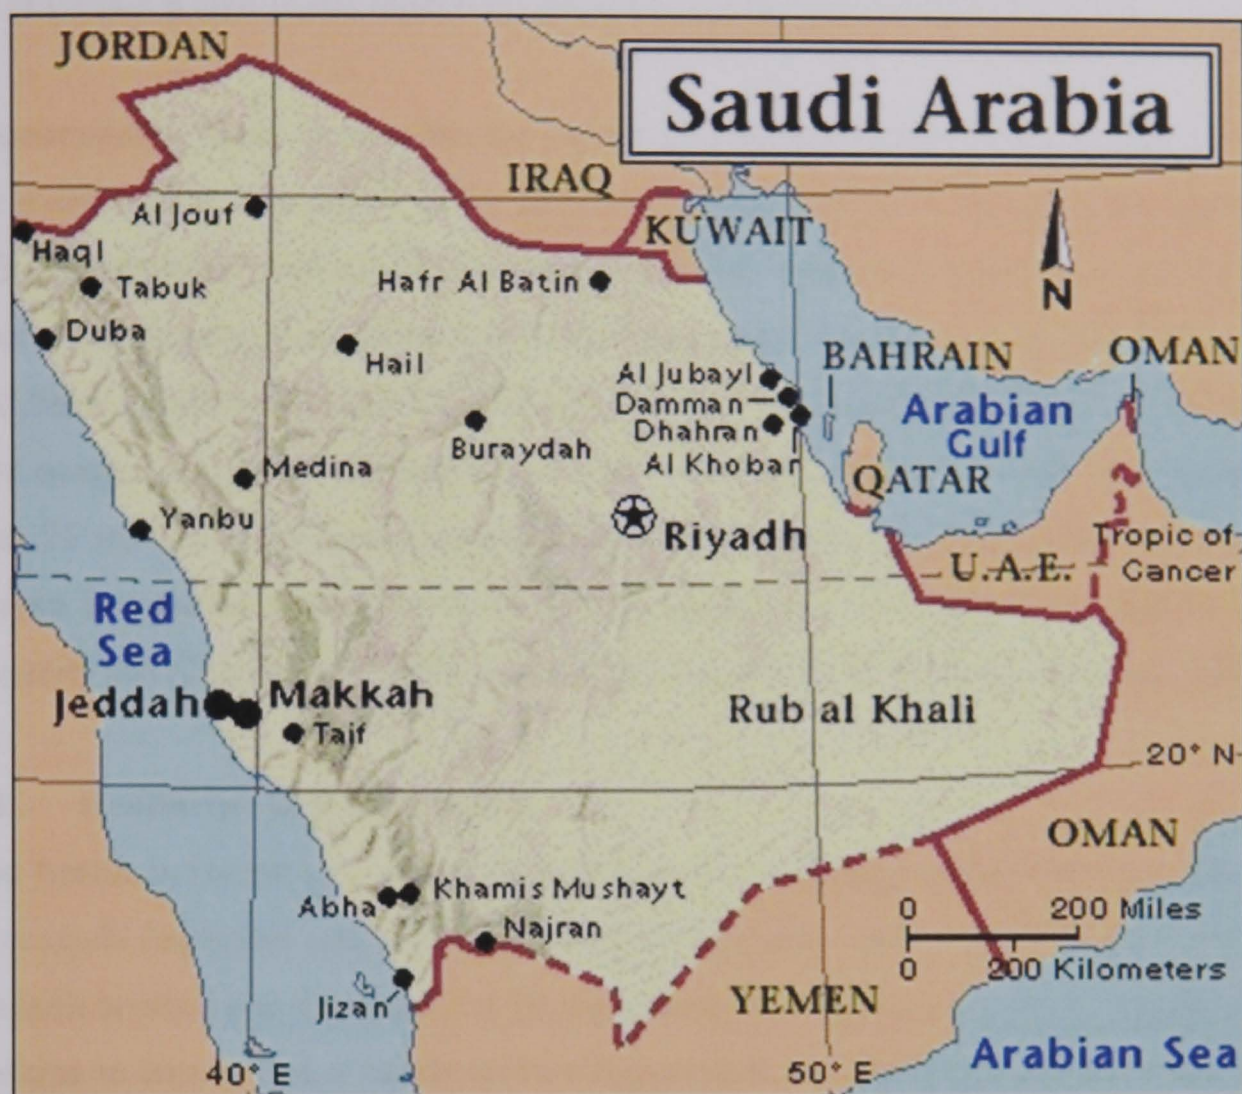 JORDAN
Saudi Arabia
IRAQ
Al Jouf
KUWAIT
Haql
Tabuk
Hafr Al Batin
N
Duba
Hail
BAHRAIN
OMAN
Al Jubayl
Damman
Arabian
Gulf
Dhahran
Buraydah
Al Khobar
Medina
QATAR
Yanbu
Riyadh
Tropic of
Cancer
U.A.E.
Red
Sea
Jeddah
Makkah
Taif
Rub al Khali
20° N
OMAN
Khamis Mushayt
Abha
0 200 Miles
Najran
0 200 Kilometers
Jizan
YEMEN
Arabian Sea
40° E
50° E